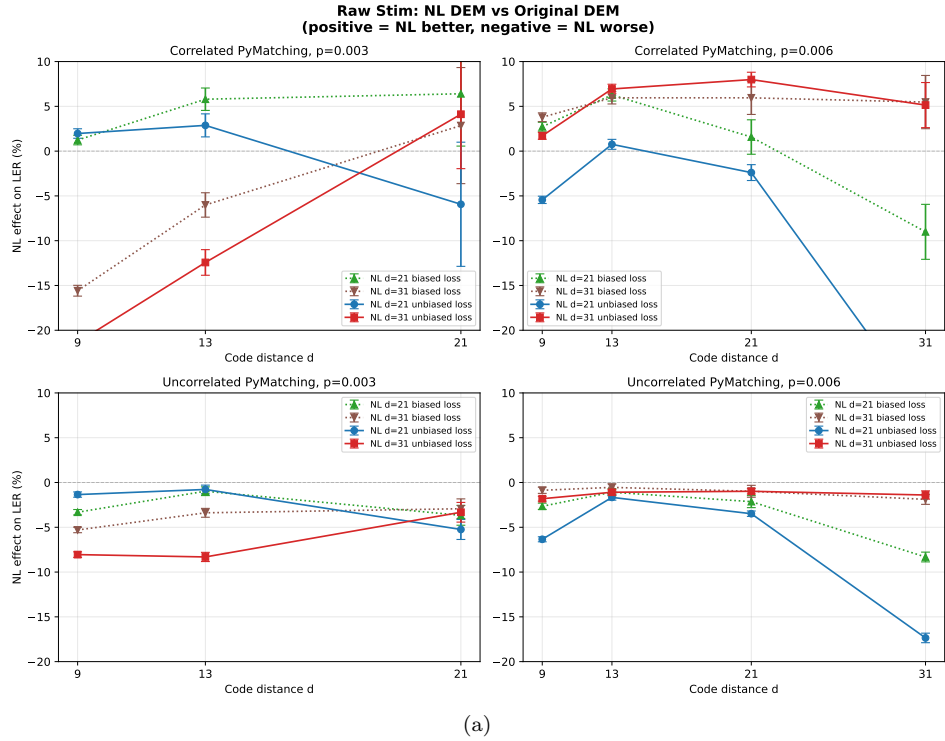 Raw Stim: NL DEM vs Original DEM
(positive = NL better, negative = NL worse)
Correlated PyMatching, p=0.003
10
5
0
−5
−10
−15
−20
NL effect on LER (%)
9
13
21
Code distance d
NL d=21 biased loss
NL d=31 biased loss
NL d=21 unbiased loss
NL d=31 unbiased loss
Correlated PyMatching, p=0.006
10
5
0
−5
−10
−15
−20
9
13
21
31
Code distance d
NL d=21 biased loss
NL d=31 biased loss
NL d=21 unbiased loss
NL d=31 unbiased loss
Uncorrelated PyMatching, p=0.003
10
5
0
−5
−10
−15
−20
NL effect on LER (%)
9
13
21
Code distance d
NL d=21 biased loss
NL d=31 biased loss
NL d=21 unbiased loss
NL d=31 unbiased loss
Uncorrelated PyMatching, p=0.006
10
5
0
−5
−10
−15
−20
9
13
21
31
Code distance d
NL d=21 biased loss
NL d=31 biased loss
NL d=21 unbiased loss
NL d=31 unbiased loss
(a)